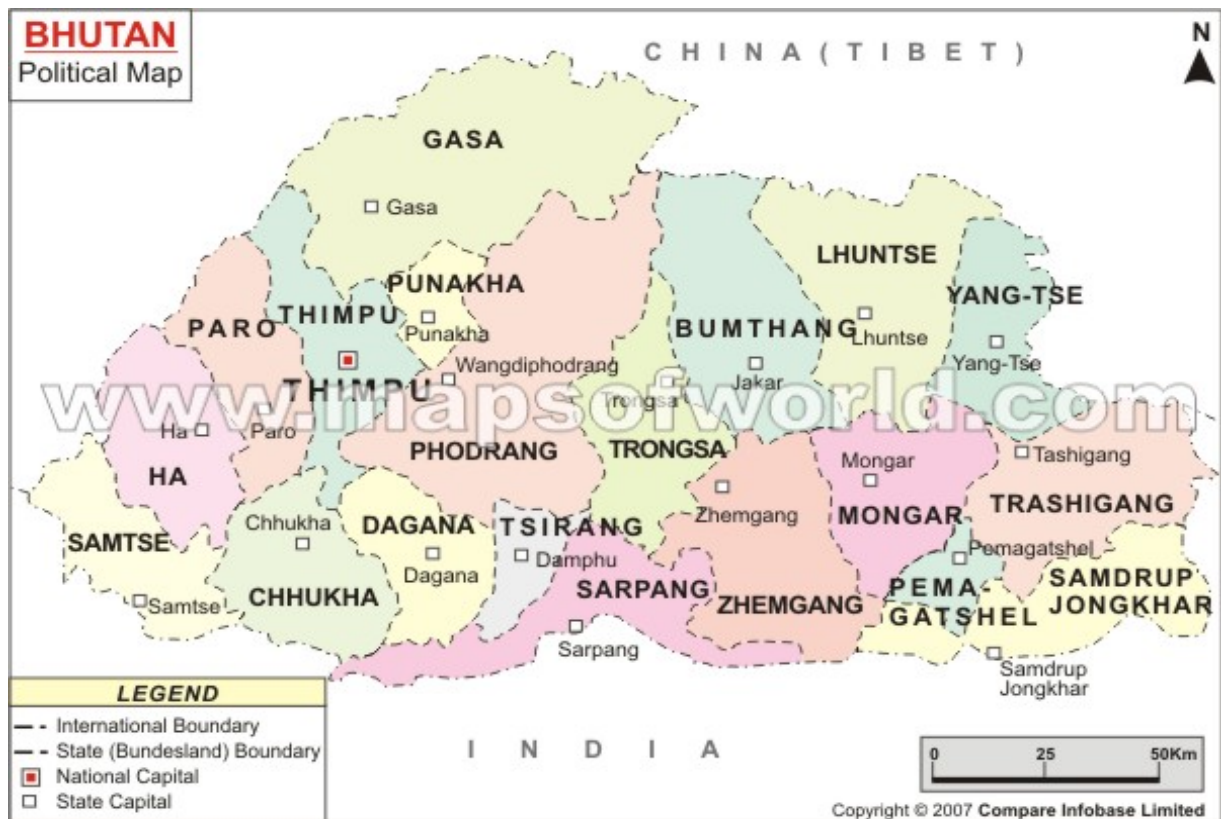 BHUTAN
Political Map
CHINA (TIBET)
N
GASA
Gasa
LHUNTSE
PUNAKHA
YANG-TSE
THIMPU
PARO
Punakha
BUMTHANG
Lhuntse
Yang-Tse
Wangdiphodrang
Jakar
THIMPU
Trongsa
www.mapsofworld.com
Ha
Paro
PHODRANG
TRONGSA
Mongar
Tashigang
HA
Zhemgang
MONGAR
TRASHIGANG
Chhukha
DAGANA
TSIRANG
SAMTSE
Dagana
Damphu
Pemagatshel
SARPANG
PEMA-
GATSHEL
SAMDRUP
JONGKHAR
CHHUKHA
ZHEMGANG
Samtse
Sarpang
Samdrup
Jongkhar
LEGEND
International Boundary
State (Bundesland) Boundary
National Capital
State Capital
INDIA
0 25 50Km
Copyright © 2007 Compare Infobase Limited